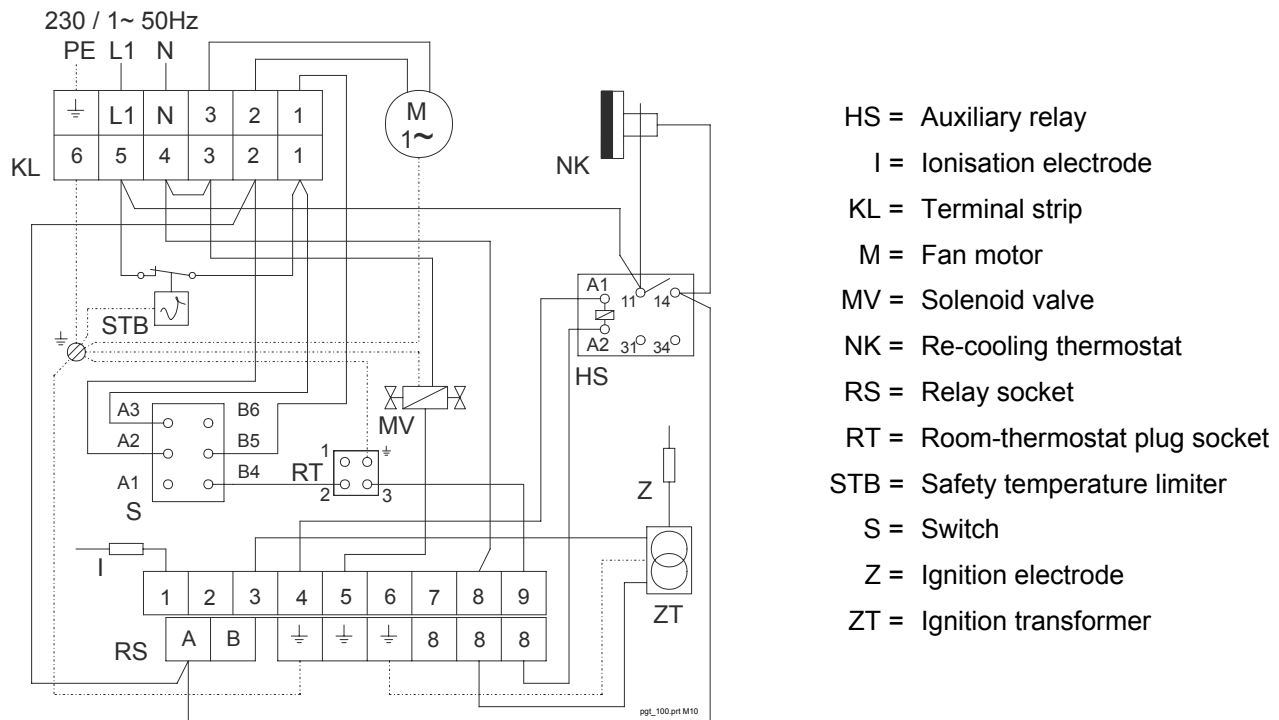 230 / 1~ 50Hz
PE L1 N
L1 N 3 2 1
6 5 4 3 2 1
KL
M
1~
NK
STB
A1
11 14
A2 31 34
HS
A3 B6
A2 B5
A1 B4
S
MV
1
RT
2 3
Z
I
ZT
1 2 3 4 5 6 7 8 9
A B 8 8 8
RS
pgt_100.prt M10
HS = Auxiliary relay
I = Ionisation electrode
KL = Terminal strip
M = Fan motor
MV = Solenoid valve
NK = Re-cooling thermostat
RS = Relay socket
RT = Room-thermostat plug socket
STB = Safety temperature limiter
S = Switch
Z = Ignition electrode
ZT = Ignition transformer